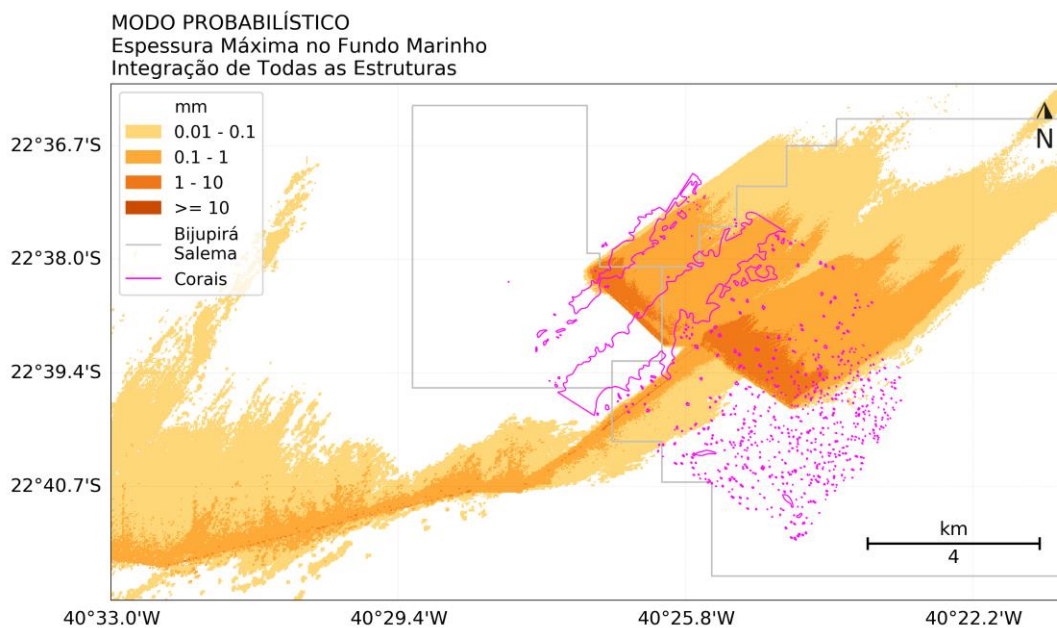 MODO PROBABILÍSTICO
Espessura Máxima no Fundo Marinho
Integração de Todas as Estruturas
mm
0.01 - 0.1
0.1 - 1
1 - 10
>= 10
Bijupirá
Salema
Corais
N
22°36.7'S
22°38.0'S
22°39.4'S
22°40.7'S
km
4
40°33.0'W
40°29.4'W
40°25.8'W
40°22.2'W